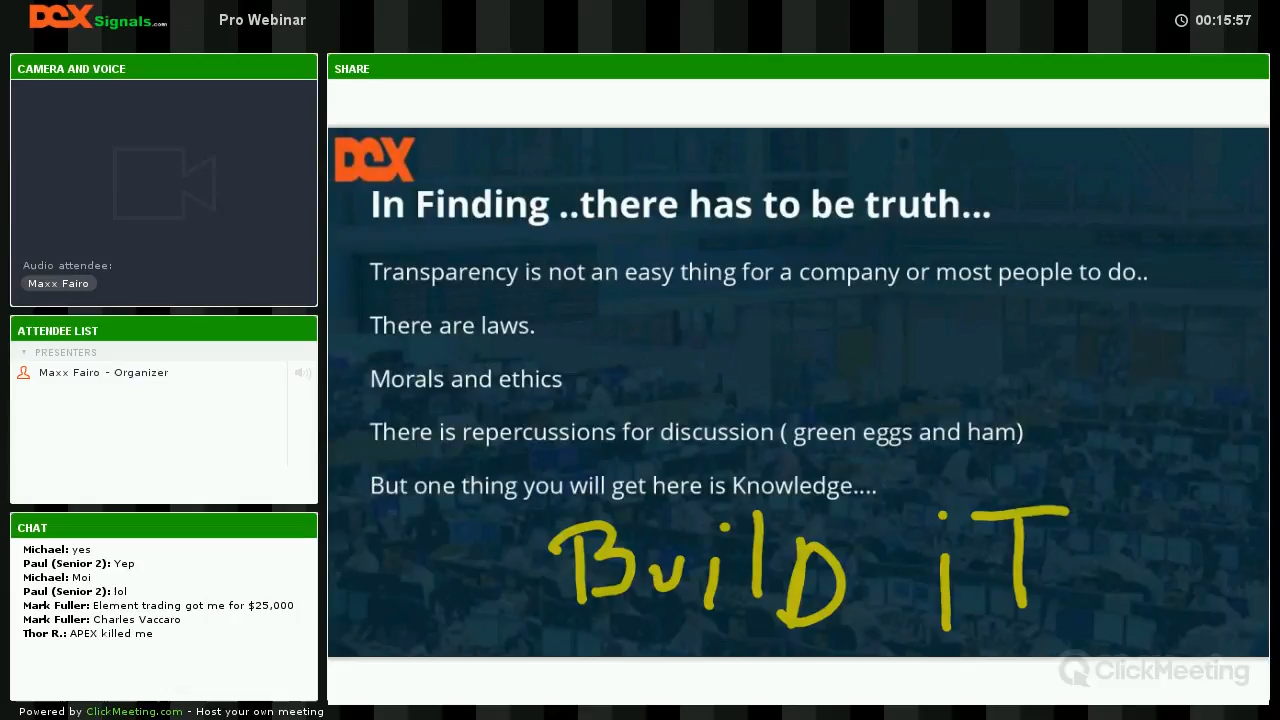 DCX Signals.com
Pro Webinar
00:15:57
CAMERA AND VOICE
Audio attendee:
Maxx Fairo
ATTENDEE LIST
PRESENTERS
Maxx Fairo - Organizer
CHAT
Michael: yes
Paul (Senior 2): Yep
Michael: Moi
Paul (Senior 2): lol
Mark Fuller: Element trading got me for $25,000
Mark Fuller: Charles Vaccaro
Thor R.: APEX killed me
SHARE
DCX
In Finding ..there has to be truth...
Transparency is not an easy thing for a company or most people to do..
There are laws.
Morals and ethics
There is repercussions for discussion ( green eggs and ham)
But one thing you will get here is Knowledge....
BuilD iT
ClickMeeting
Powered by ClickMeeting.com - Host your own meeting